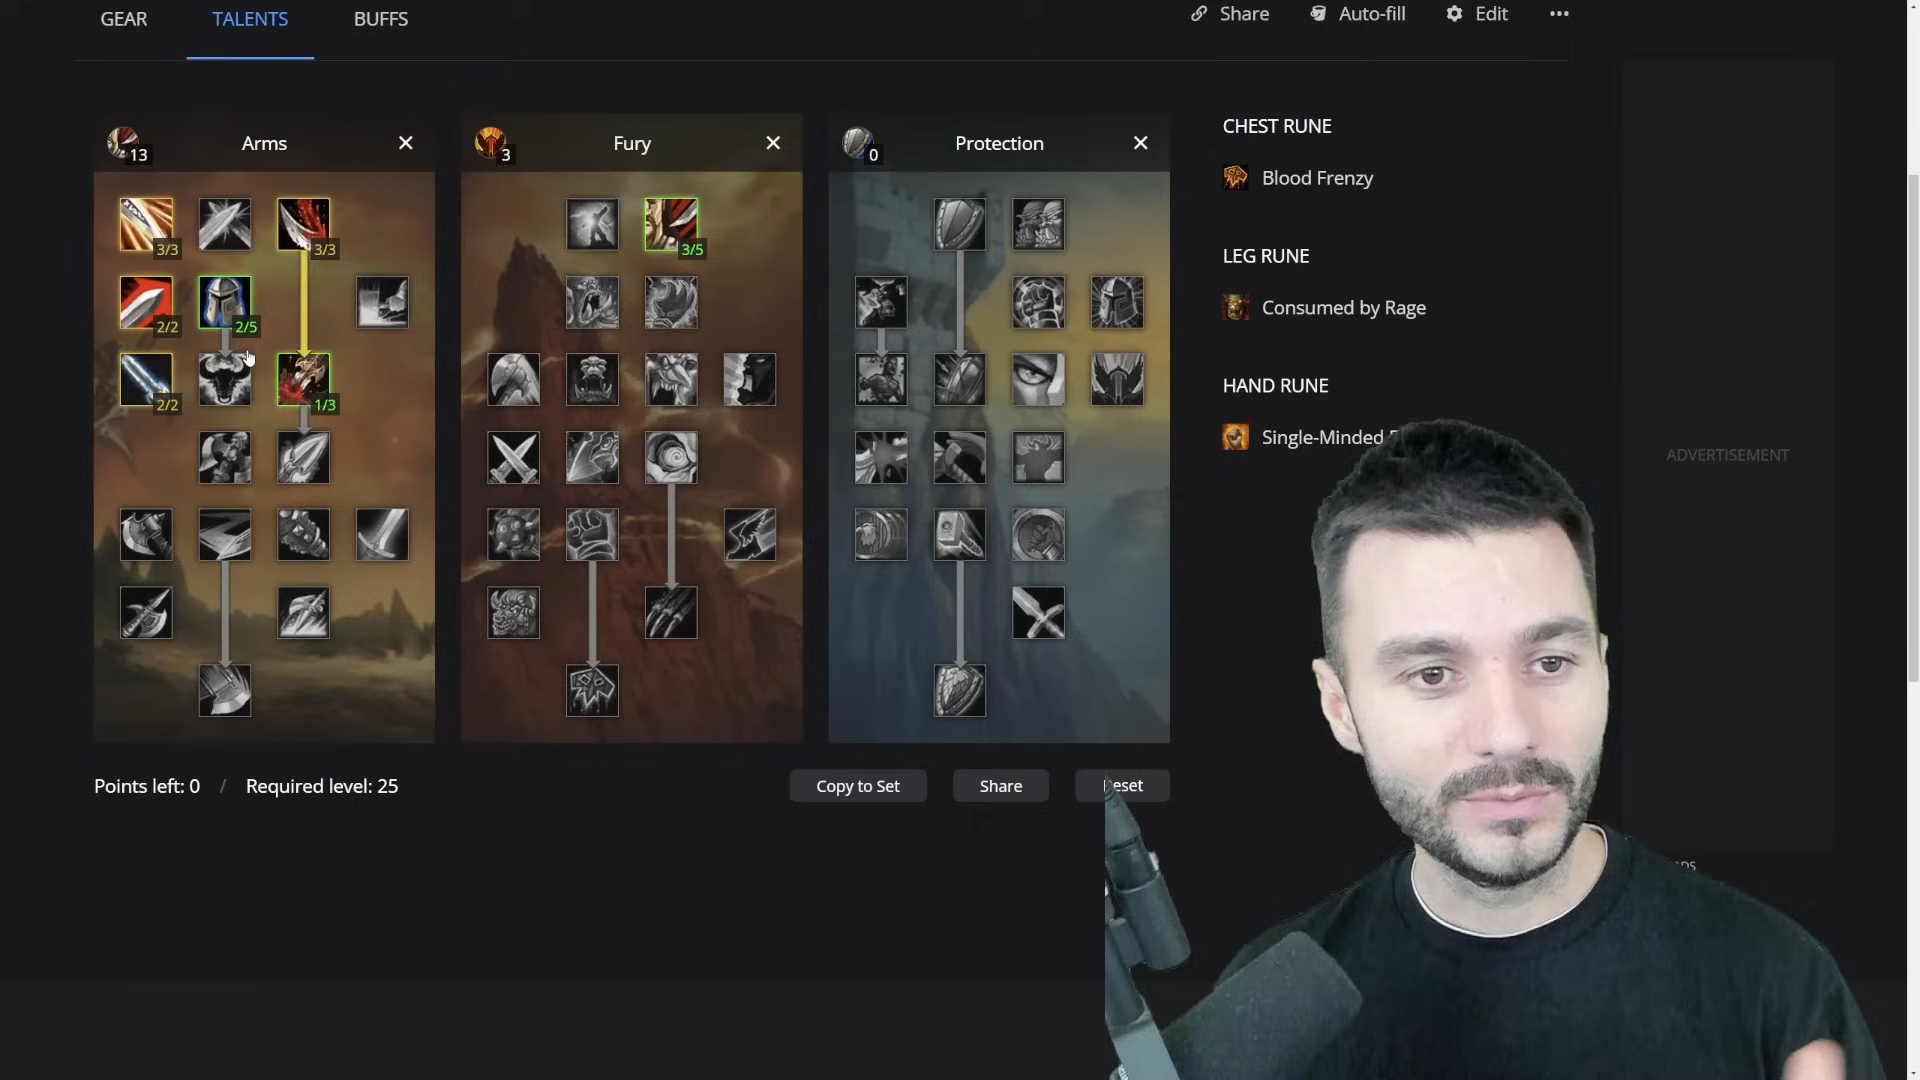 GEAR TALENTS BUFFS
Share Auto-fill Edit
13 Arms
3 Fury
0 Protection
3/3 3/3
2/2 2/5
2/2 1/3
3/5
CHEST RUNE
Blood Frenzy
LEG RUNE
Consumed by Rage
HAND RUNE
Single-Minded
ADVERTISEMENT
Points left: 0 / Required level: 25
Copy to Set Share